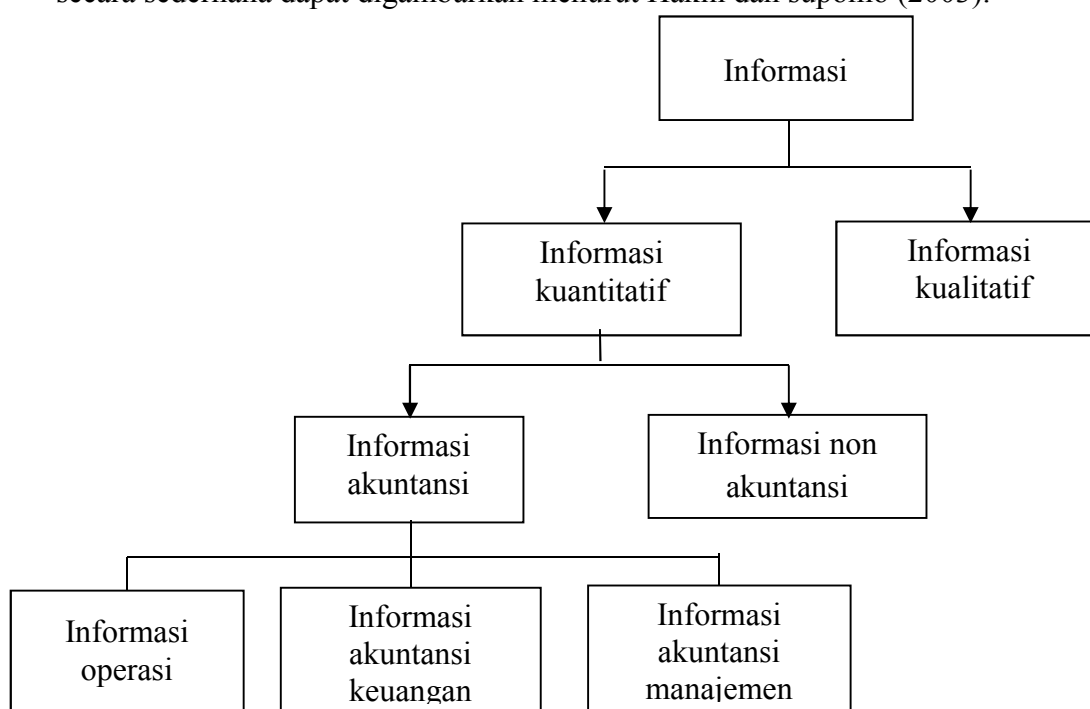 secara sederhana dapat digambarkan menurut Hakim dan supomo (2003).
Informasi
Informasi
kuantitatif
Informasi
kualitatif
Informasi
akuntansi
Informasi non
akuntansi
Informasi
operasi
Informasi
akuntansi
keuangan
Informasi
akuntansi
manajemen